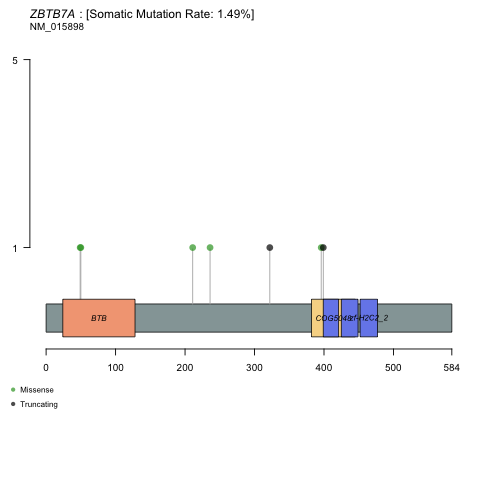 ZBTB7A : [Somatic Mutation Rate: 1.49%]
NM_015898
5
1
BTB
COG5048
zf-H2C2_2
0 100 200 300 400 500 584
Missense
Truncating